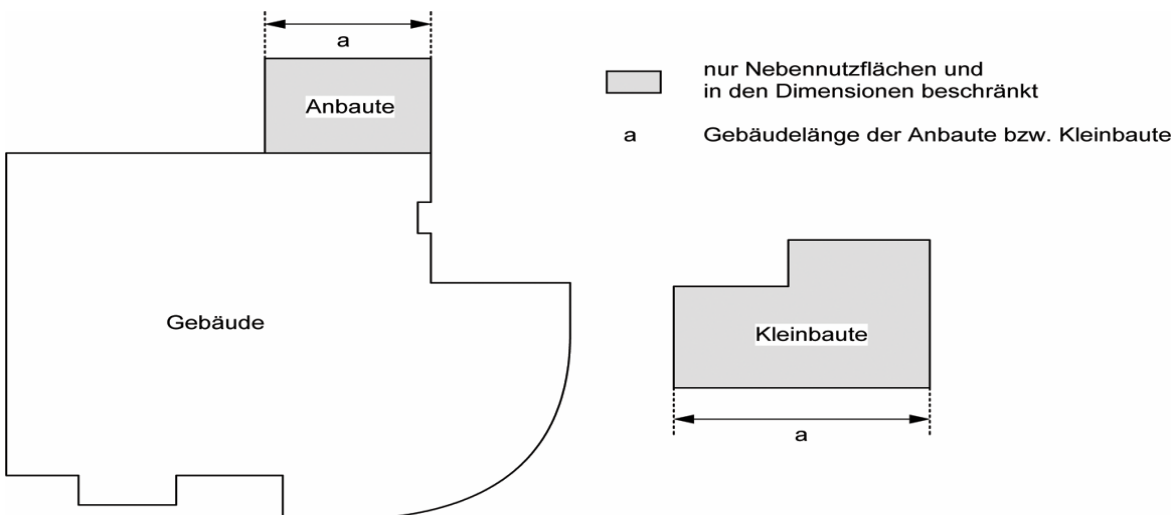 a
Anbaute
nur Nebennutzflächen und
in den Dimensionen beschränkt
a Gebäudelänge der Anbaute bzw. Kleinbaute
Gebäude
Kleinbaute
a